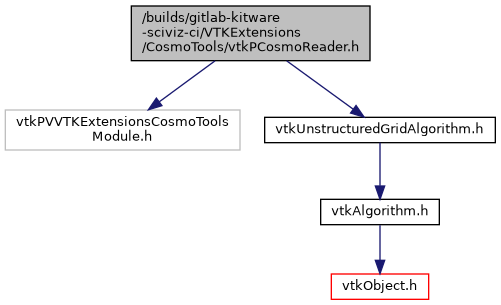 /builds/gitlab-kitware
-sciviz-ci/VTKExtensions
/CosmoTools/vtkPCosmoReader.h
vtkPVVTKExtensionsCosmoTools
Module.h
vtkUnstructuredGridAlgorithm.h
vtkAlgorithm.h
vtkObject.h